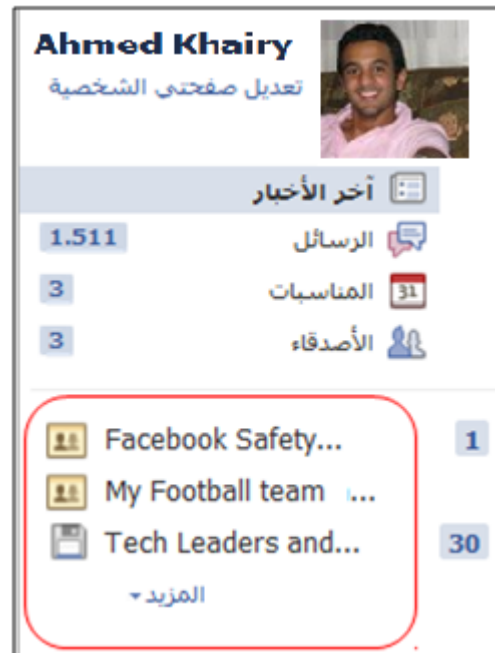 Ahmed Khairy
تعديل صفحتي الشخصية
آخر الأخبار
الرسائل 1.511
31 المناسبات 3
الأصدقاء 3
Facebook Safety... 1
My Football team ...
Tech Leaders and... 30
المزيد